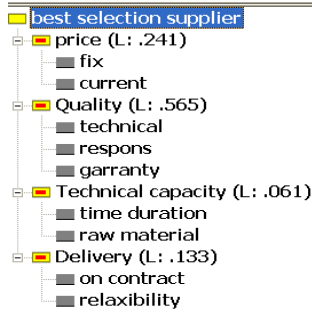 best selection supplier
price (L: .241)
fix
current
Quality (L: .565)
technical
respons
garranty
Technical capacity (L: .061)
time duration
raw material
Delivery (L: .133)
on contract
relaxibility